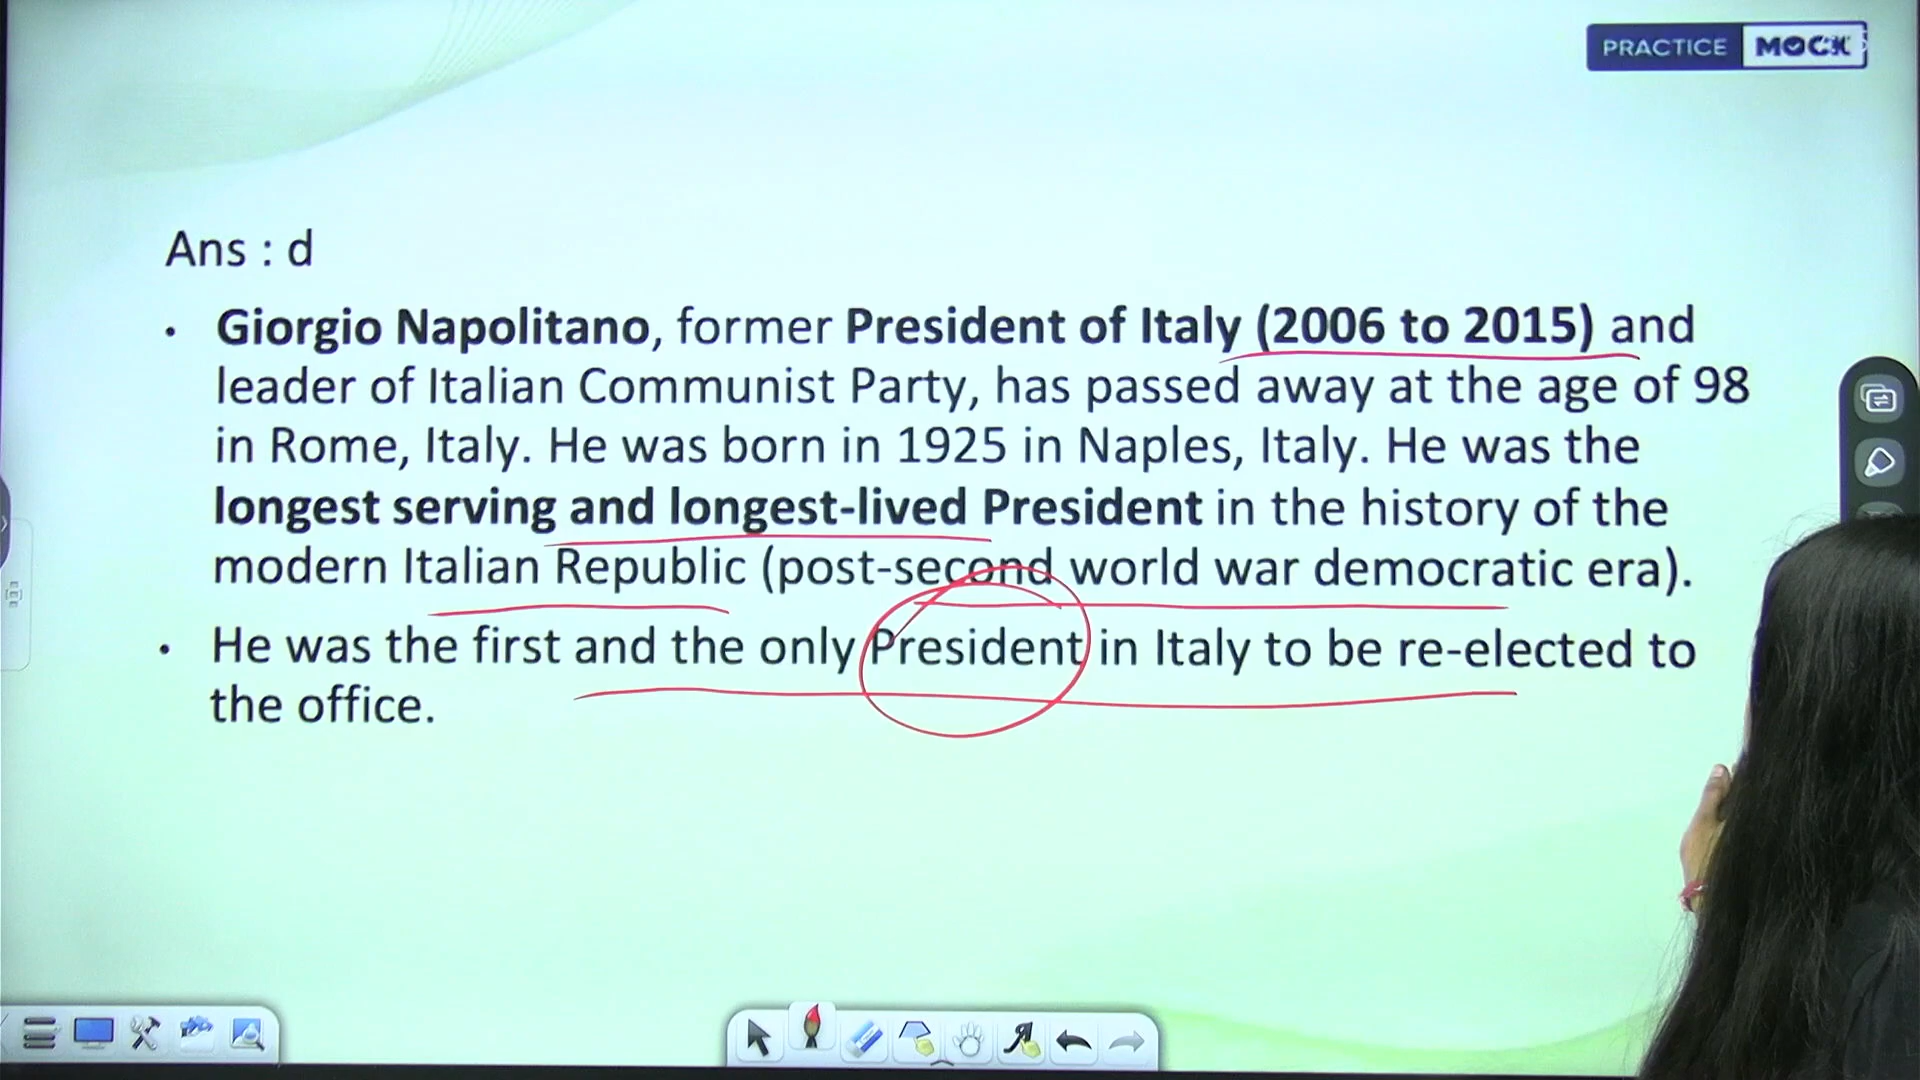 PRACTICE MOCK
Ans : d
• Giorgio Napolitano, former President of Italy (2006 to 2015) and
leader of Italian Communist Party, has passed away at the age of 98
in Rome, Italy. He was born in 1925 in Naples, Italy. He was the
longest serving and longest-lived President in the history of the
modern Italian Republic (post-second world war democratic era).
• He was the first and the only President in Italy to be re-elected to
the office.